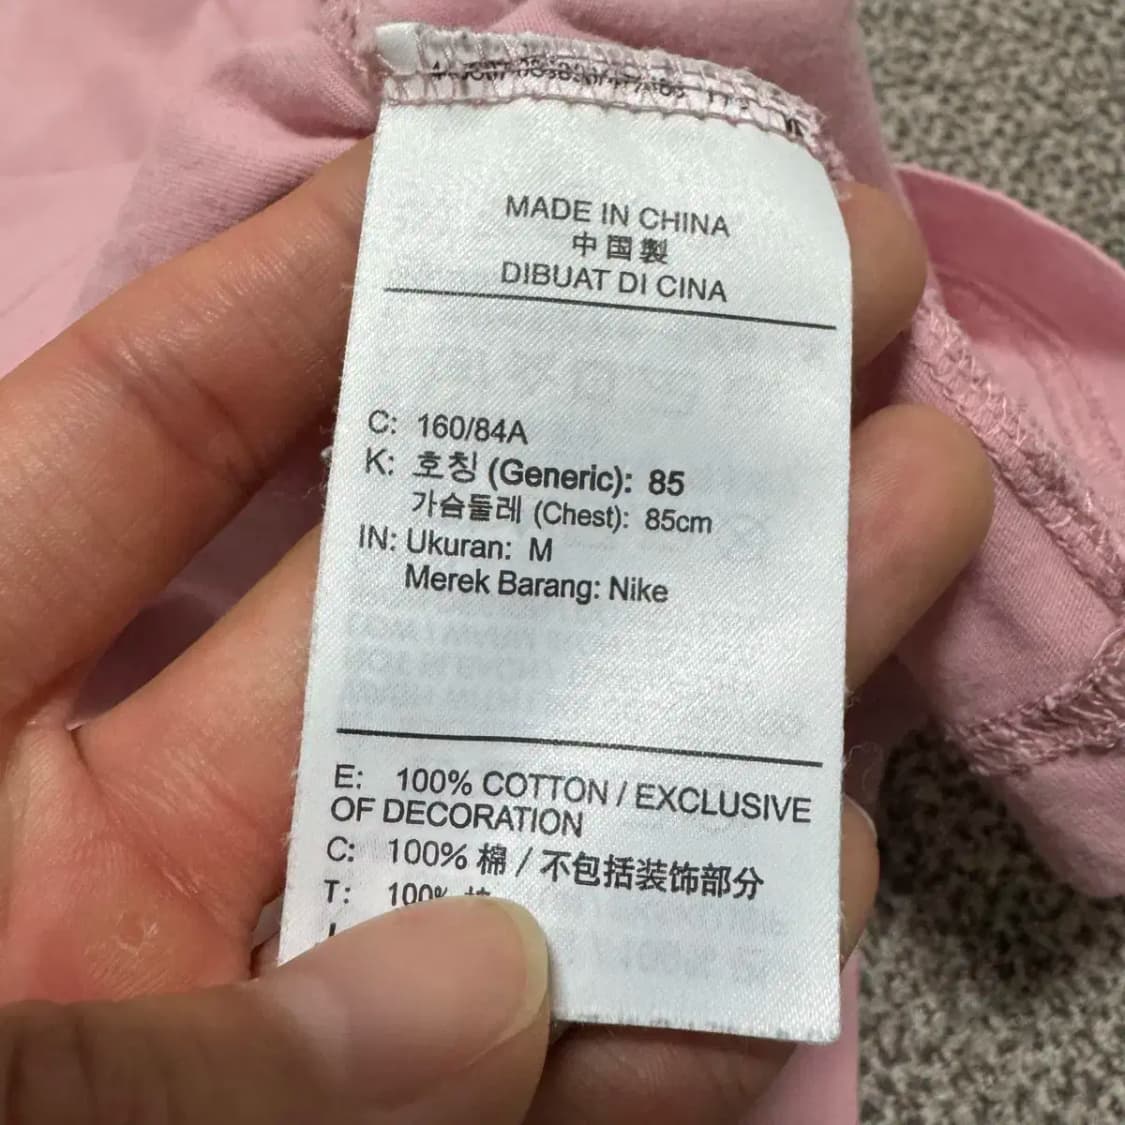 MADE IN CHINA
中国製
DIBUAT DI CINA
C: 160/84A
K: 호칭 (Generic): 85
가슴둘레 (Chest): 85cm
IN: Ukuran: M
Merek Barang: Nike
E: 100% COTTON / EXCLUSIVE
OF DECORATION
C: 100% 棉 / 不包括装饰部分
T: 100%